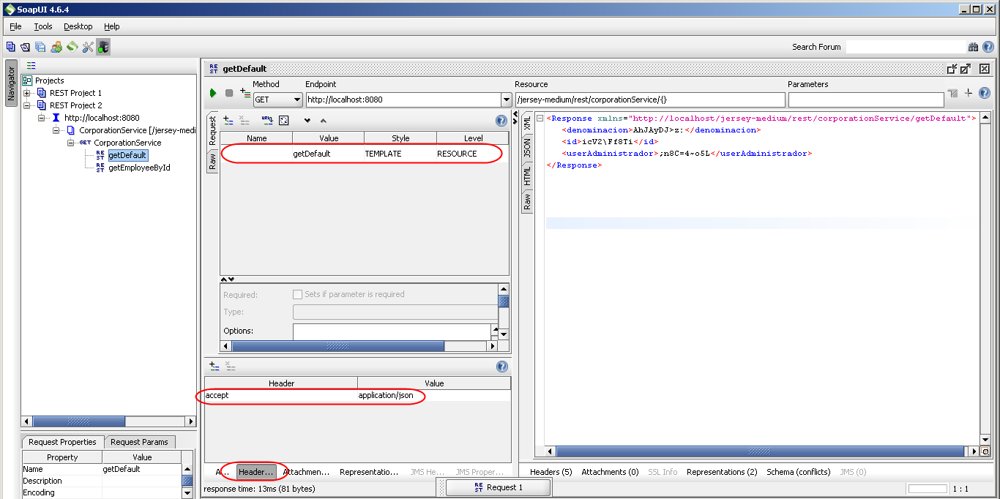 SoapUI 4.6.4
File Tools Desktop Help
Search Forum
Navigator
Projects
REST Project 1
REST Project 2
http://localhost:8080
CorporationService [/jersey-medi
GET CorporationService
REST getDefault
REST getEmployeeById
Request Properties Request Params
Property Value
Name getDefault
Description
Encoding
REST getDefault
Method Endpoint Resource Parameters
GET http://localhost:8080 /jersey-medium/rest/corporationService/{}
Request
Raw
URL
Name Value Style Level
getDefault TEMPLATE RESOURCE
Required: Sets if parameter is required
Type:
Options:
Header Value
accept application/json
A... Header... Attachmen... Representatio... JMS He... JMS Proper...
response time: 13ms (81 bytes)
XML
JSON
HTML
Raw
<Response xmlns="http://localhost/jersey-medium/rest/corporationService/getDefault">
<denominacion>AhJAyDJ>z:</denominacion>
<id>icV2\Ff8Ti</id>
<userAdministrador>;n8C=4~o5L</userAdministrador>
</Response>
Headers (5) Attachments (0) SSL Info Representations (2) Schema (conflicts) JMS (0)
REST Request 1
1 : 1